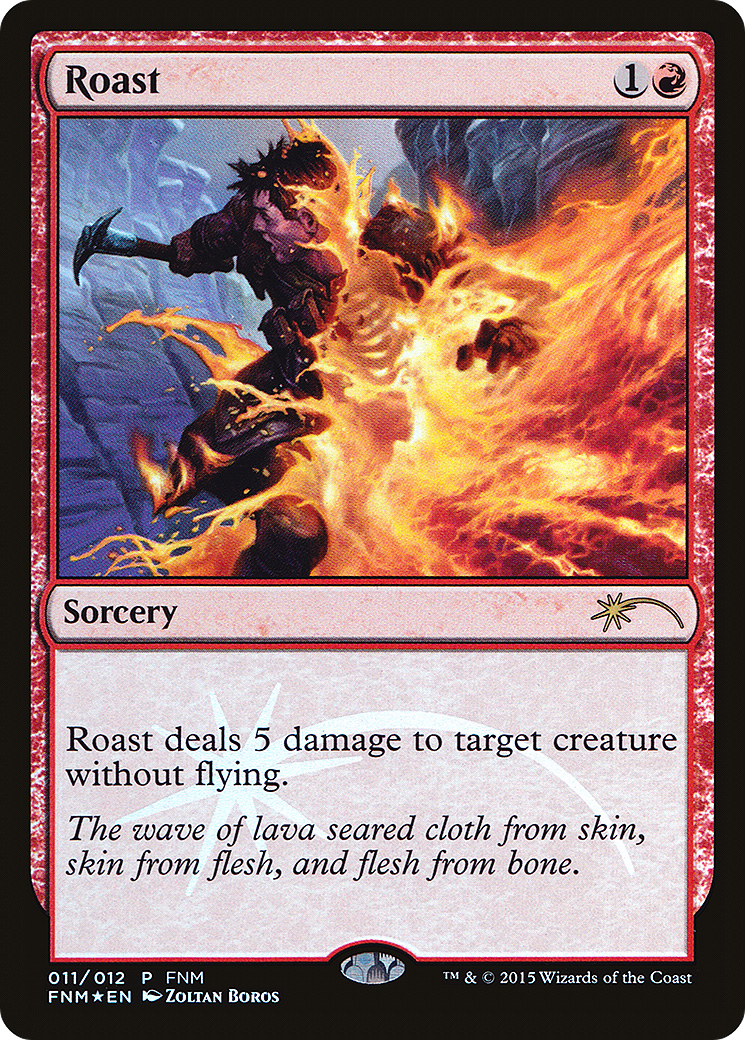 Roast 1
Sorcery
Roast deals 5 damage to target creature
without flying.
The wave of lava seared cloth from skin,
skin from flesh, and flesh from bone.
011/012 P FNM
FNM★EN Zoltan Boros
™ & © 2015 Wizards of the Coast